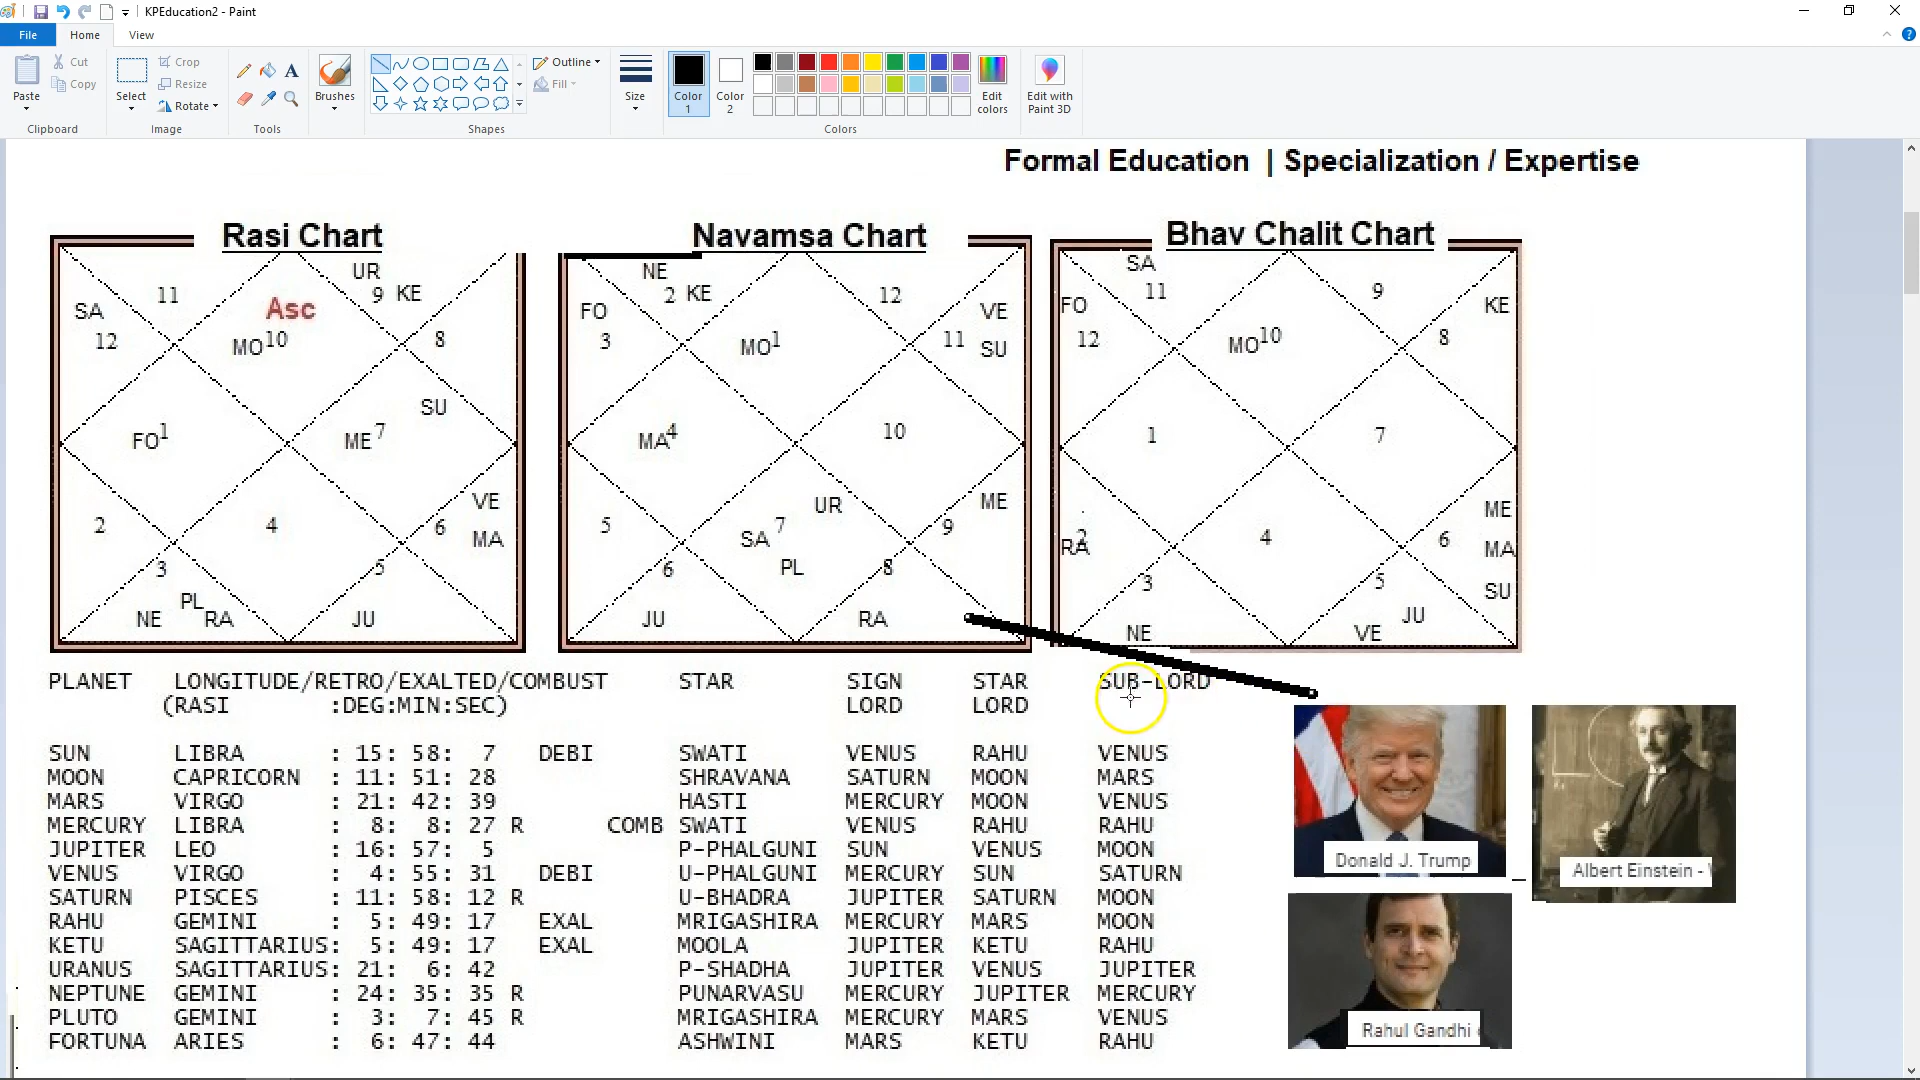 KPEducation2 - Paint
File Home View
Paste
Cut
Copy
Clipboard
Select
Crop
Resize
Rotate
Image
Tools
Brushes
Shapes
Outline
Fill
Size
Color 1
Color 2
Edit colors
Colors
Edit with Paint 3D
Formal Education | Specialization / Expertise
Rasi Chart
UR
SA 11 Asc 9 KE
12 MO 10 8
SU
FO 1 ME 7
VE
2 4 6 MA
3 5
PL
NE RA JU
Navamsa Chart
NE
2 KE 12
FO VE
3 MO 1 11 SU
MA 4 10
UR ME
5 SA 7 9
6 PL 8
JU RA
Bhav Chalit Chart
SA
FO 11 9 KE
12 MO 10 8
1 7
ME
2 4 6
RA MA
3 5 SU
NE VE JU
PLANET LONGITUDE/RETRO/EXALTED/COMBUST STAR SIGN STAR SUB-LORD
(RASI :DEG:MIN:SEC) LORD LORD
SUN LIBRA : 15: 58: 7 DEBI SWATI VENUS RAHU VENUS
MOON CAPRICORN : 11: 51: 28 SHRAVANA SATURN MOON MARS
MARS VIRGO : 21: 42: 39 HASTI MERCURY MOON VENUS
MERCURY LIBRA : 8: 8: 27 R COMB SWATI VENUS RAHU RAHU
JUPITER LEO : 16: 57: 5 P-PHALGUNI SUN VENUS MOON
VENUS VIRGO : 4: 55: 31 DEBI U-PHALGUNI MERCURY SUN SATURN
SATURN PISCES : 11: 58: 12 R U-BHADRA JUPITER SATURN MOON
RAHU GEMINI : 5: 49: 17 EXAL MRIGASHIRA MERCURY MARS MOON
KETU SAGITTARIUS: 5: 49: 17 EXAL MOOLA JUPITER KETU RAHU
URANUS SAGITTARIUS: 21: 6: 42 P-SHADHA JUPITER VENUS JUPITER
NEPTUNE GEMINI : 24: 35: 35 R PUNARVASU MERCURY JUPITER MERCURY
PLUTO GEMINI : 3: 7: 45 R MRIGASHIRA MERCURY MARS VENUS
FORTUNA ARIES : 6: 47: 44 ASHWINI MARS KETU RAHU
Donald J. Trump
Albert Einstein -
Rahul Gandhi